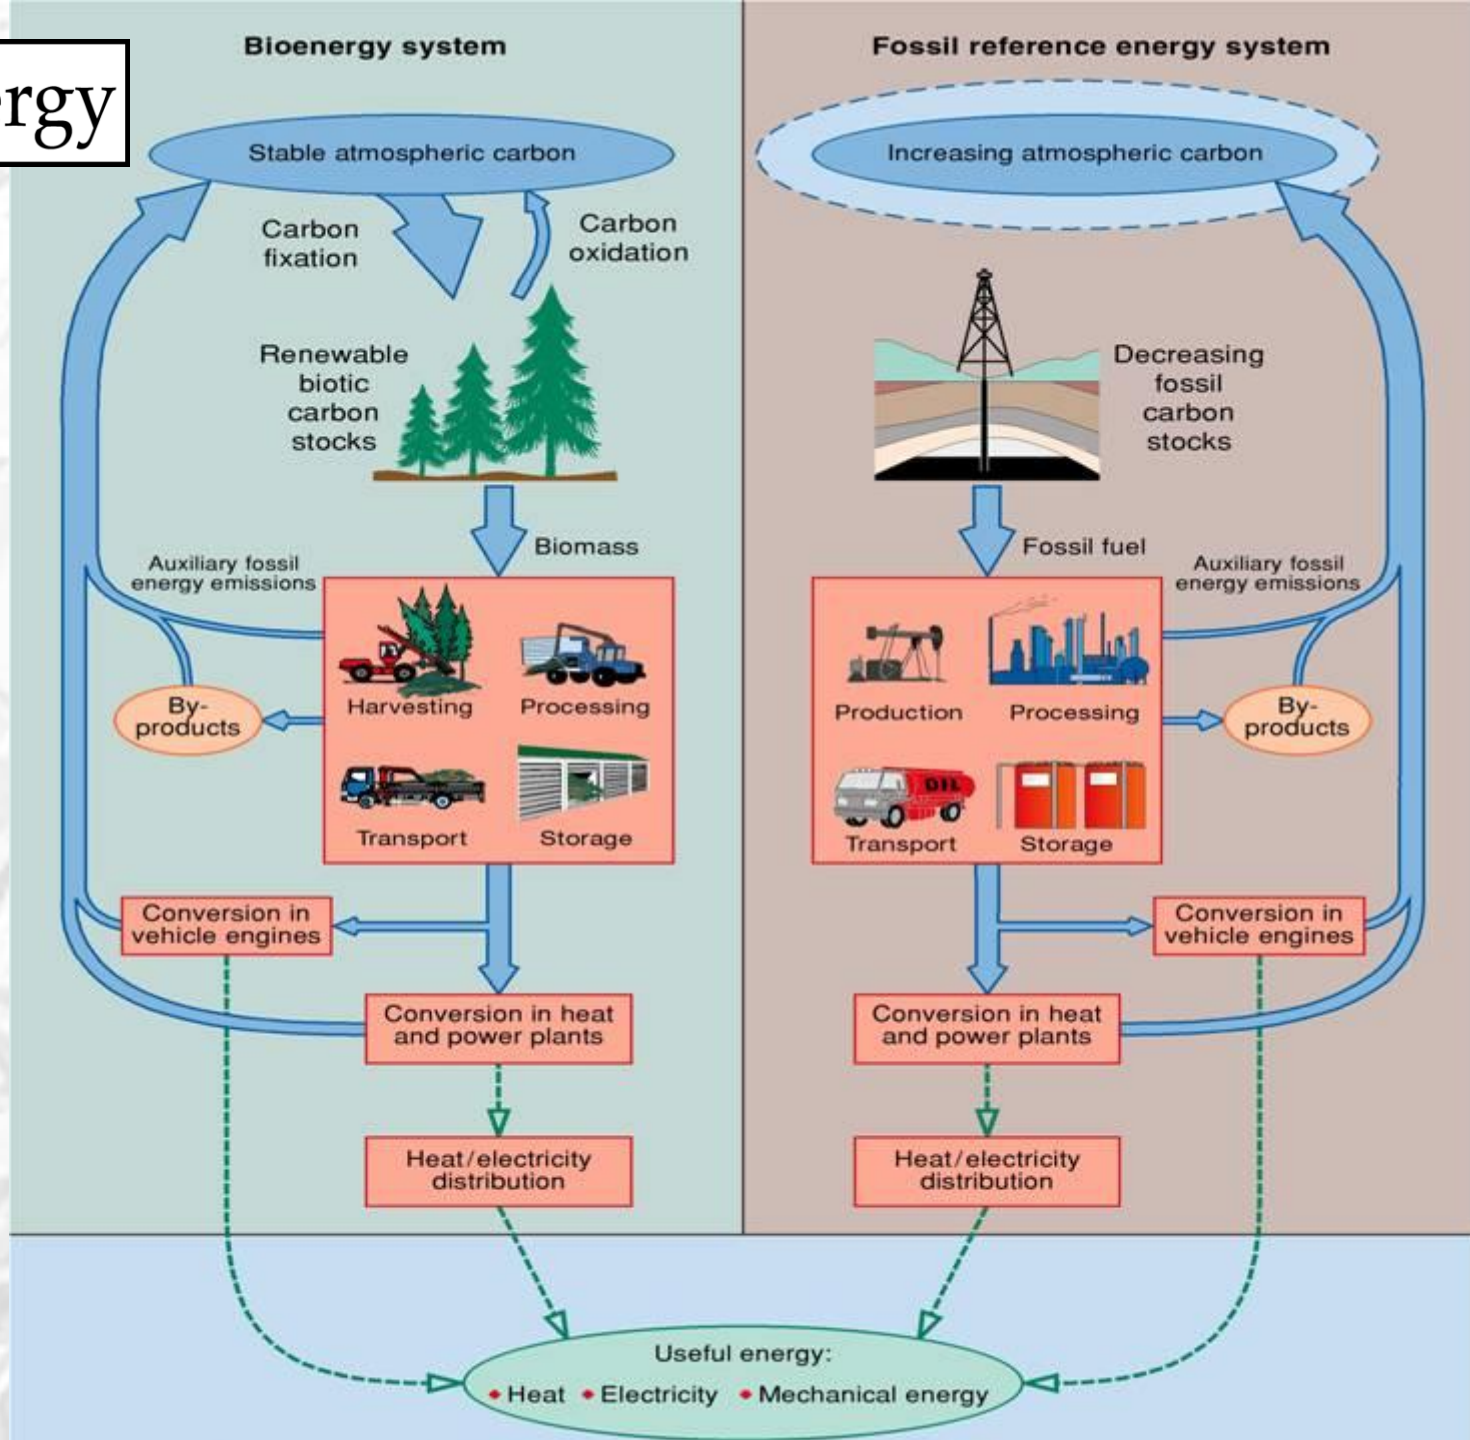 Bioenergy system
Stable atmospheric carbon
Carbon
fixation
Carbon
oxidation
Renewable
biotic
carbon
stocks
Biomass
Auxiliary fossil
energy emissions
Harvesting
Processing
By-
products
Transport
Storage
Conversion in
vehicle engines
Conversion in heat
and power plants
Heat/electricity
distribution
Fossil reference energy system
Increasing atmospheric carbon
Decreasing
fossil
carbon
stocks
Fossil fuel
Auxiliary fossil
energy emissions
Production
Processing
By-
products
OIL
Transport
Storage
Conversion in
vehicle engines
Conversion in heat
and power plants
Heat/electricity
distribution
Useful energy:
Heat Electricity Mechanical energy